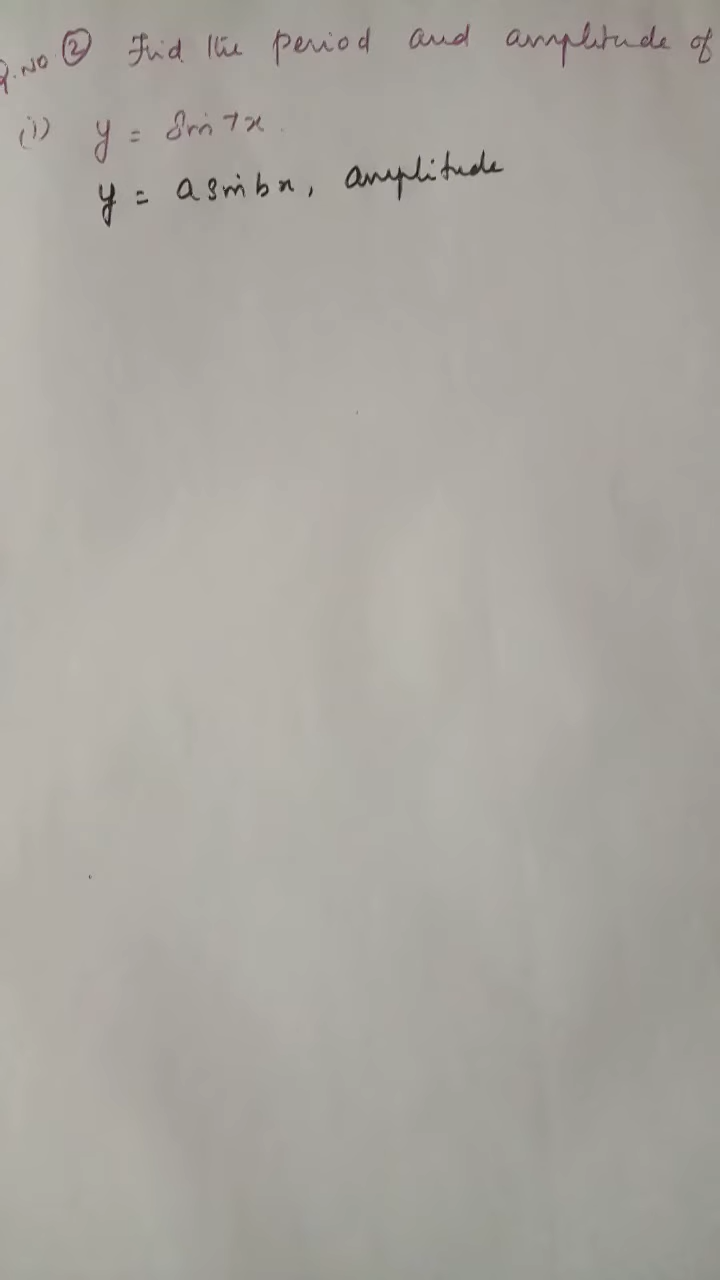 Q.NO ② Find the period and amplitude of
(i) y = Sin 7x.
y = a sin bx, amplitude